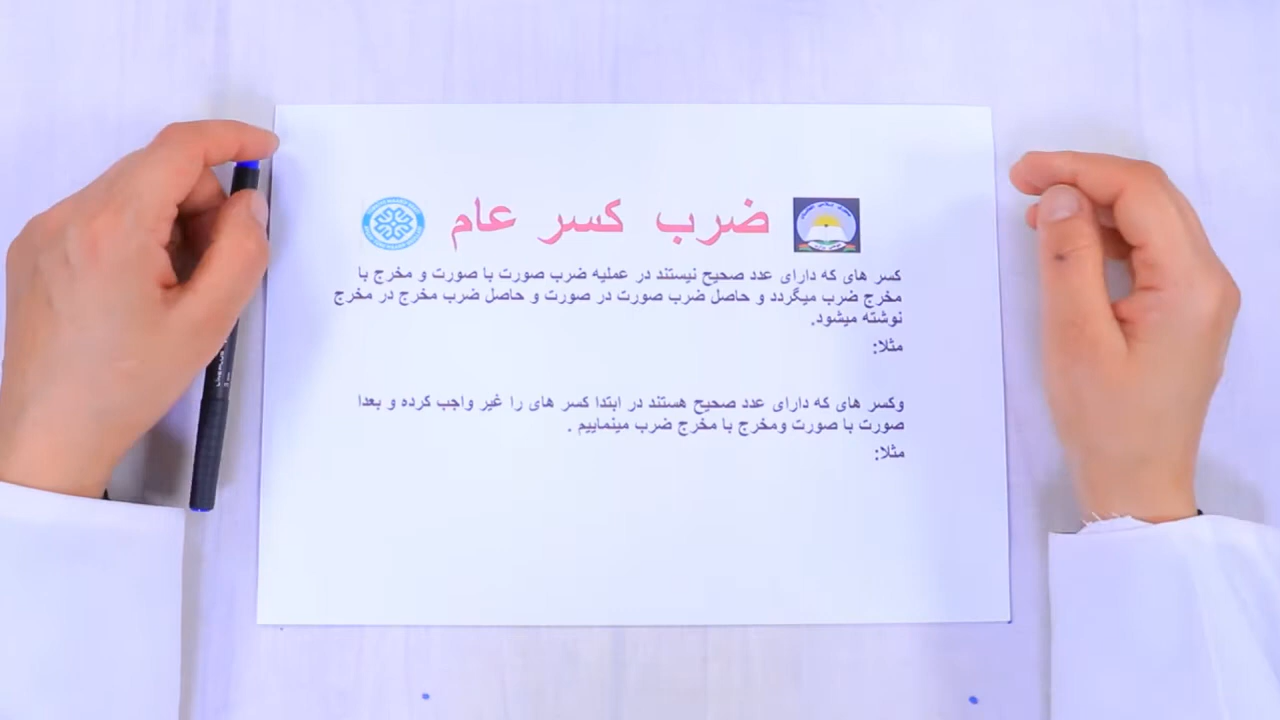 ضرب کسر عام
کسر های که دارای عدد صحیح نیستند در عملیه ضرب صورت با صورت و مخرج با
مخرج ضرب میگردد و حاصل ضرب صورت در صورت و حاصل ضرب مخرج در مخرج
نوشته میشود.
مثلا:
وکسر های که دارای عدد صحیح هستند در ابتدا کسر های را غیر واجب کرده و بعدا
صورت با صورت ومخرج با مخرج ضرب مینماییم .
مثلا: